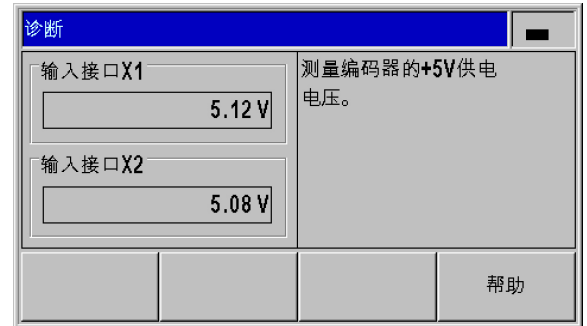 诊断
输入接口X1
5.12 V
输入接口X2
5.08 V
测量编码器的+5V供电
电压。
帮助